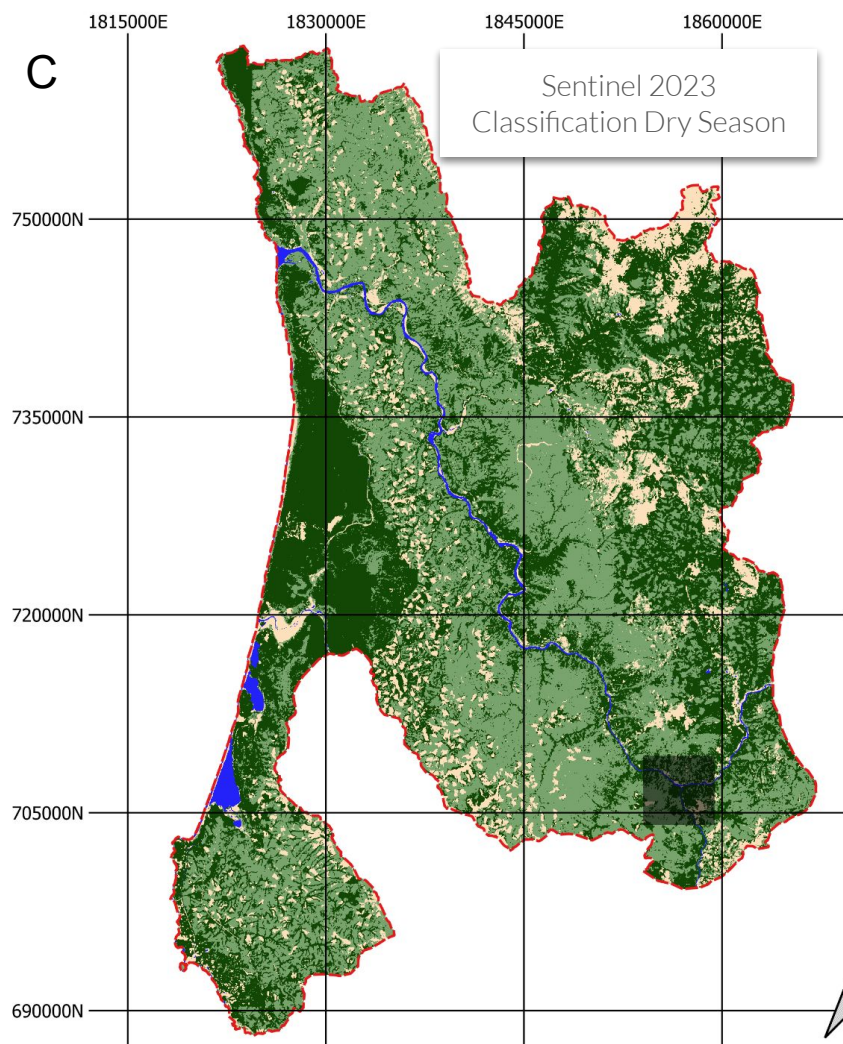 1815000E 1830000E 1845000E 1860000E
C
Sentinel 2023
Classification Dry Season
750000N
735000N
720000N
705000N
690000N